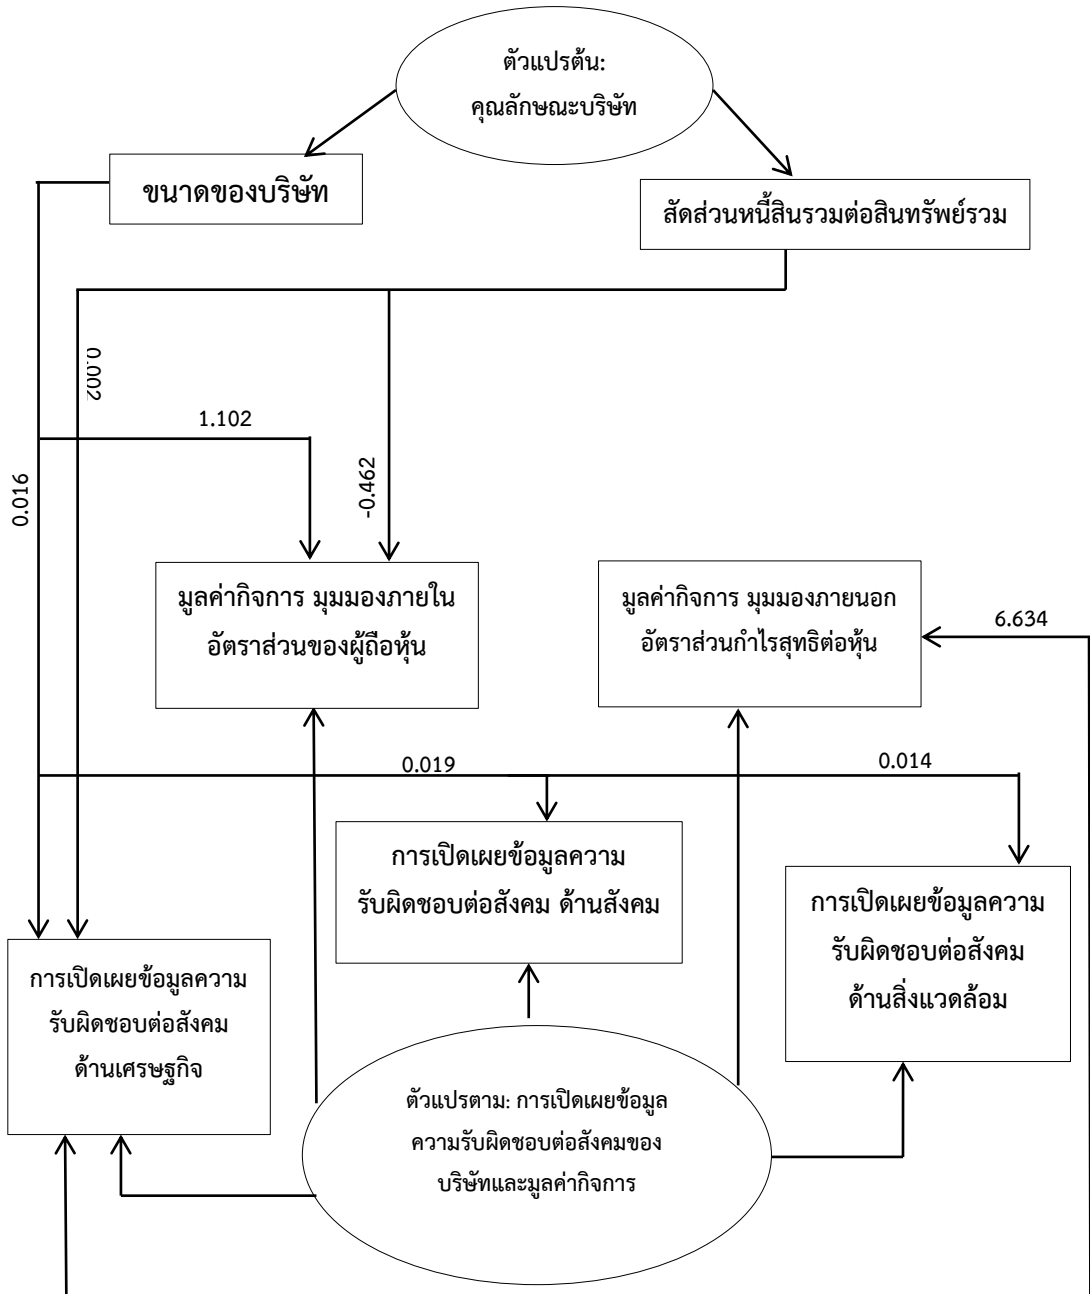 ตัวแปรต้น:
คุณลักษณะบริษัท
ขนาดของบริษัท
สัดส่วนหนี้สินรวมต่อสินทรัพย์รวม
0.002
1.102
0.016
-0.462
มูลค่ากิจการ มุมมองภายใน
อัตราส่วนของผู้ถือหุ้น
มูลค่ากิจการ มุมมองภายนอก
อัตราส่วนกำไรสุทธิต่อหุ้น
6.634
0.019
0.014
การเปิดเผยข้อมูลความ
รับผิดชอบต่อสังคม ด้านสังคม
การเปิดเผยข้อมูลความ
รับผิดชอบต่อสังคม
ด้านสิ่งแวดล้อม
การเปิดเผยข้อมูลความ
รับผิดชอบต่อสังคม
ด้านเศรษฐกิจ
ตัวแปรตาม: การเปิดเผยข้อมูล
ความรับผิดชอบต่อสังคมของ
บริษัทและมูลค่ากิจการ